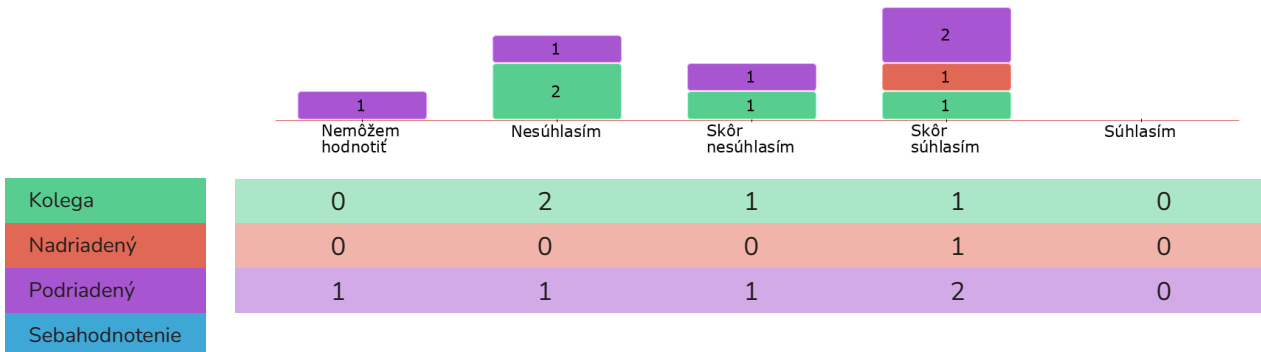 2
1
1
1
1
2
1
1
Nemôžem
hodnotiť
Nesúhlasím
Skôr
nesúhlasím
Skôr
súhlasím
Súhlasím
Kolega 0 2 1 1 0
Nadriadený 0 0 0 1 0
Podriadený 1 1 1 2 0
Sebahodnotenie